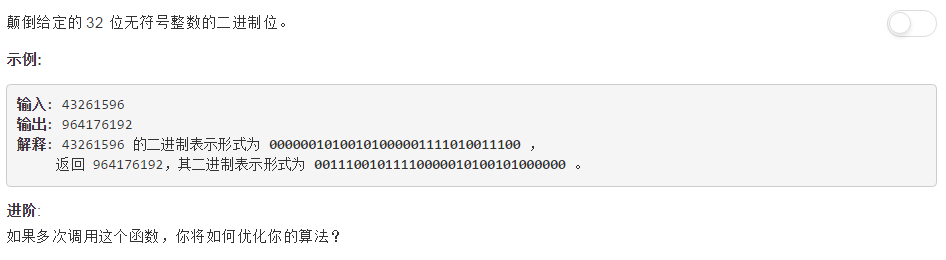 颠倒给定的 32 位无符号整数的二进制位。
示例:
输入: 43261596
输出: 964176192
解释: 43261596 的二进制表示形式为 00000010100101000001111010011100 ，
返回 964176192，其二进制表示形式为 00111001011110000010100101000000 。
进阶:
如果多次调用这个函数，你将如何优化你的算法？